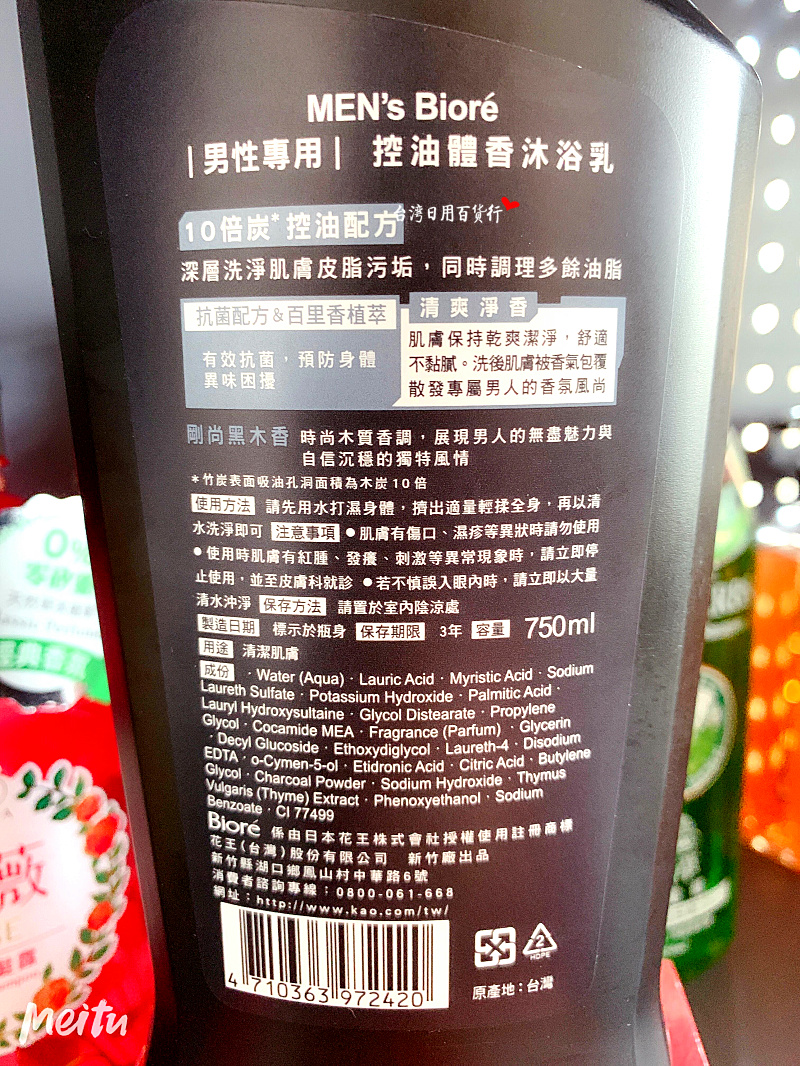 MEN's Bioré
|男性專用| 控油體香沐浴乳
台湾日用百貨行
10倍炭*控油配方
深層洗淨肌膚皮脂污垢，同時調理多餘油脂
抗菌配方&百里香植萃
有效抗菌，預防身體
異味困擾
清爽淨香
肌膚保持乾爽潔淨，舒適
不黏膩。洗後肌膚被香氣包覆
散發專屬男人的香氛風尚
剛尚黑木香 時尚木質香調，展現男人的無盡魅力與
自信沉穩的獨特風情
*竹炭表面吸油孔洞面積為木炭10倍
使用方法 請先用水打濕身體，擠出適量輕揉全身，再以清
水洗淨即可 注意事項 ●肌膚有傷口、濕疹等異狀時請勿使用
●使用時肌膚有紅腫、發癢、刺激等異常現象時，請立即停
止使用，並至皮膚科就診 ●若不慎誤入眼內時，請立即以大量
清水沖淨 保存方法 請置於室內陰涼處
製造日期 標示於瓶身 保存期限 3年 容量 750ml
用途 清潔肌膚
成份 · Water (Aqua) · Lauric Acid · Myristic Acid · Sodium
Laureth Sulfate · Potassium Hydroxide · Palmitic Acid ·
Lauryl Hydroxysultaine · Glycol Distearate · Propylene
Glycol · Cocamide MEA · Fragrance (Parfum) · Glycerin
· Decyl Glucoside · Ethoxydiglycol · Laureth-4 · Disodium
EDTA · o-Cymen-5-ol · Etidronic Acid · Citric Acid · Butylene
Glycol · Charcoal Powder · Sodium Hydroxide · Thymus
Vulgaris (Thyme) Extract · Phenoxyethanol · Sodium
Benzoate · CI 77499
Bioré 係由日本花王株式會社授權使用註冊商標
花王(台灣)股份有限公司 新竹廠出品
新竹縣湖口鄉鳳山村中華路6號
消費者諮詢專線：0800-061-668
網址：http://www.kao.com/tw/
4 710363 972420
2
HDPE
原產地：台灣
0%
經典香氛
薇
Meitu